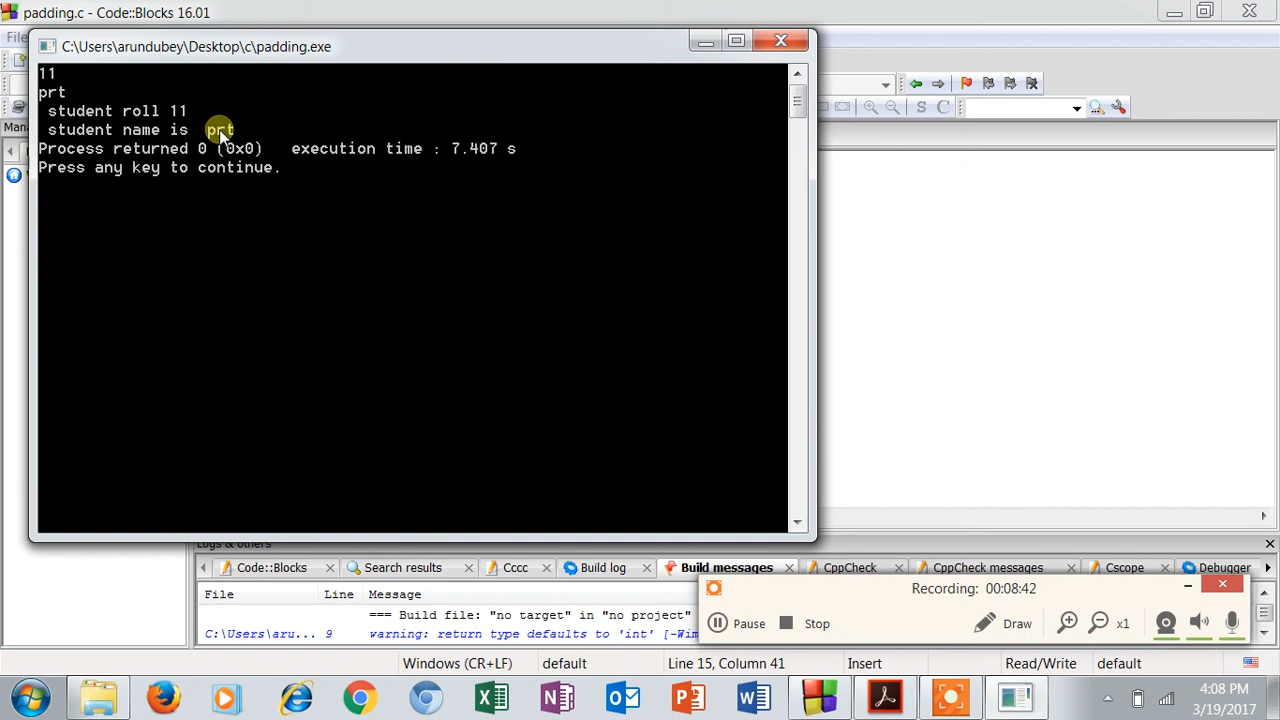 padding.c - Code::Blocks 16.01
C:\Users\arundubey\Desktop\c\padding.exe
11
prt
student roll 11
student name is prt
Process returned 0 (0x0) execution time : 7.407 s
Press any key to continue.
S C
Logs & others
Code::Blocks Search results Cccc Build log Build messages CppCheck CppCheck messages Cscope Debugger
File Line Message
=== Build file: "no target" in "no project"
C:\Users\aru... 9 warning: return type defaults to 'int' [-Wim
Recording: 00:08:42
Pause Stop Draw x1
Windows (CR+LF) default Line 15, Column 41 Insert Read/Write default
4:08 PM
3/19/2017